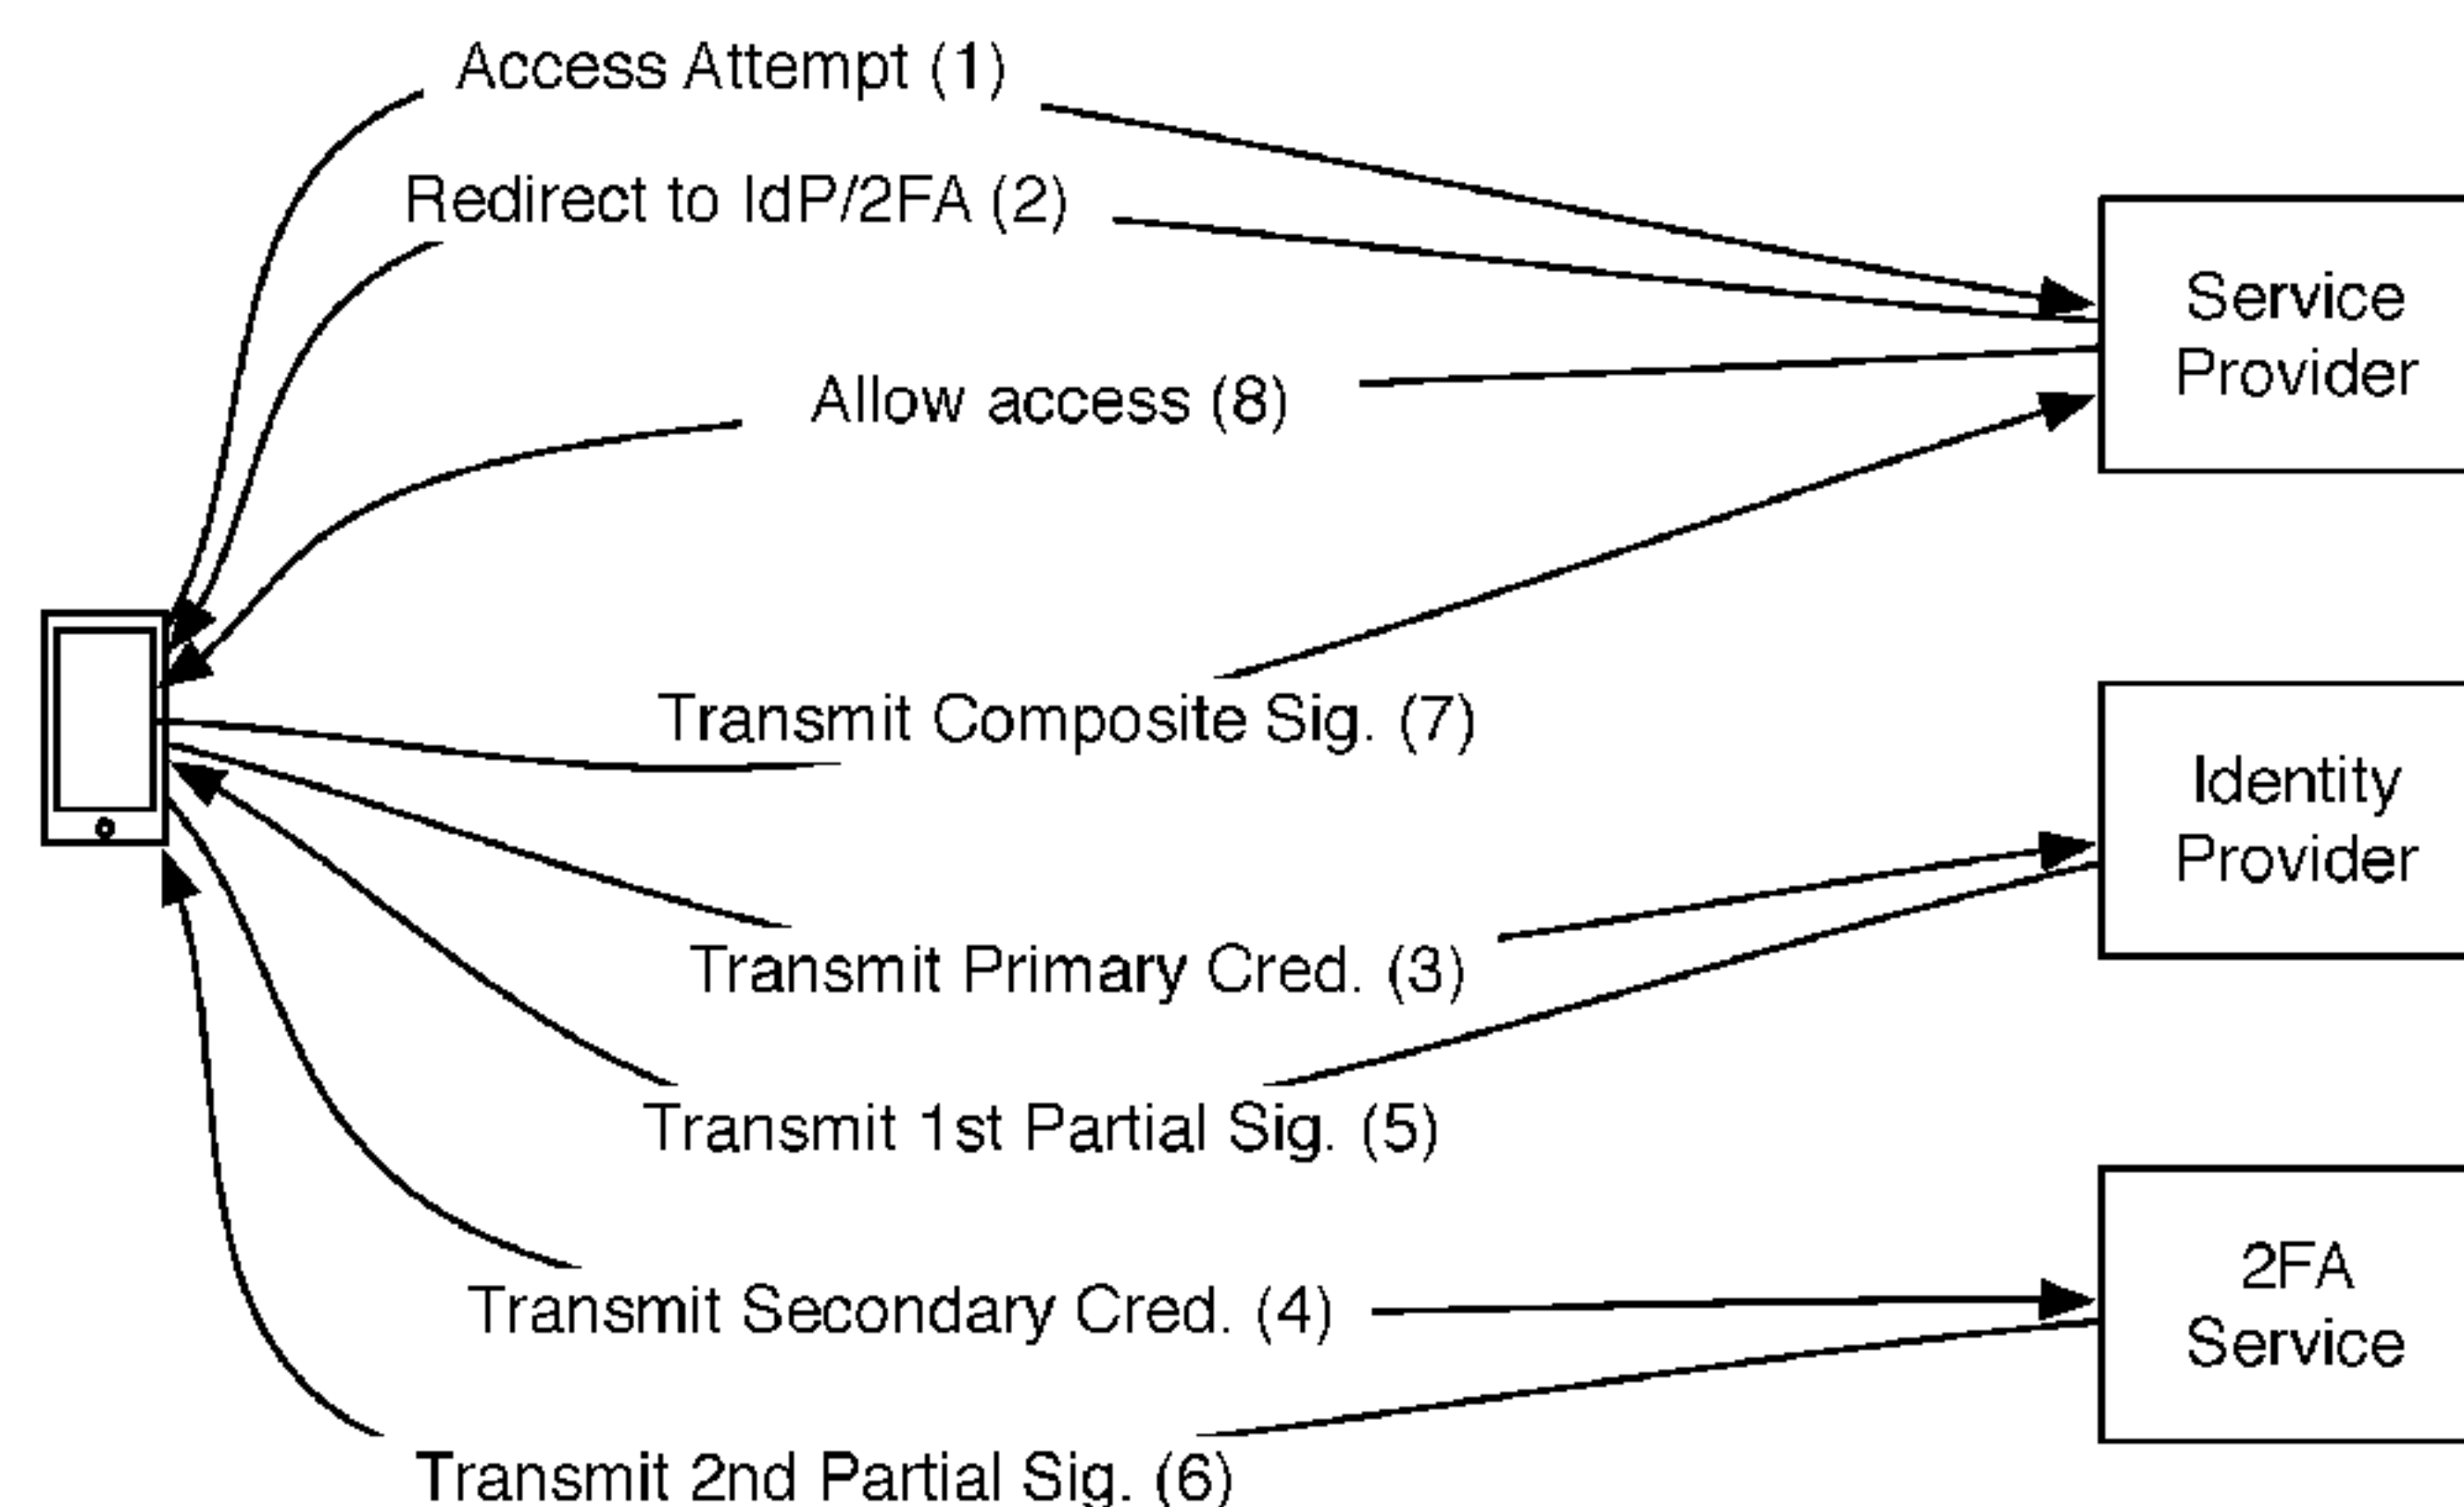 Access Attempt (1)
Redirect to IdP/2FA (2)
Allow access (8)
Transmit Composite Sig. (7)
Transmit Primary Cred. (3)
Transmit 1st Partial Sig. (5)
Transmit Secondary Cred. (4)
Transmit 2nd Partial Sig. (6)
Service
Provider
Identity
Provider
2FA
Service